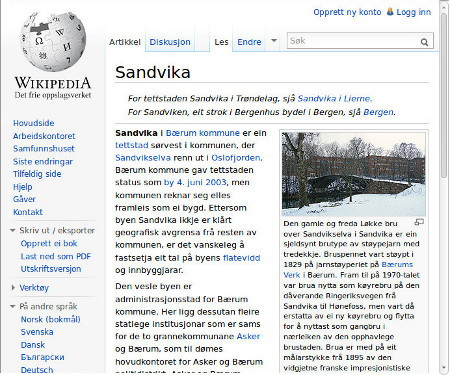 Opprett ny konto Logg inn
WIKIPEDIA
Det frie oppslagsverket
Artikkel Diskusjon Les Endre Søk
Hovudside
Arbeidskontoret
Samfunnshuset
Siste endringar
Tilfeldig side
Hjelp
Gåver
Kontakt
Skriv ut / eksporter
Opprett ei bok
Last ned som PDF
Utskriftsversjon
Verktøy
På andre språk
Norsk (bokmål)
Svenska
Dansk
Български
Deutsch
Sandvika
For tettstaden Sandvika i Trøndelag, sjå Sandvika i Lierne.
For Sandviken, eit strok i Bergenhus bydel i Bergen, sjå Bergen.
Sandvika i Bærum kommune er ein
tettstad sørvest i kommunen, der
Sandvikselva renn ut i Oslofjorden.
Bærum kommune gav tettstaden
status som by 4. juni 2003, men
kommunen reknar seg elles
framleis som ei bygd. Ettersom
byen Sandvika ikkje er klårt
geografisk avgrensa frå resten av
kommunen, er det vanskeleg å
fastsetja eit tal på byens flatevidd
og innbyggjarar.
Den vesle byen er
administrasjonsstad for Bærum
kommune. Her ligg dessutan fleire
statlege institusjonar som er sams
for de to grannekommunane Asker
og Bærum, som til dømes
hovudkontoret for Asker og Bærum
Den gamle og freda Løkke bru
over Sandvikselva i Sandvika er ein
sjeldsynt brutype av støypejarn med
tredekkje. Bruspennet vart støypt i
1829 på jarnstøyperiet på Bærums
Verk i Bærum. Fram til på 1970-talet
var brua nytta som køyrebru på den
dåverande Ringeriksvegen frå
Sandvika til Hønefoss, men vart då
erstatta av ei ny køyrebru og flytta
for å nyttast som gangbru i
nærleiken av den opphavlege
brustaden. Brua er med på eit
målarstykke frå 1895 av den
vidgjetne franske impresjonistiske